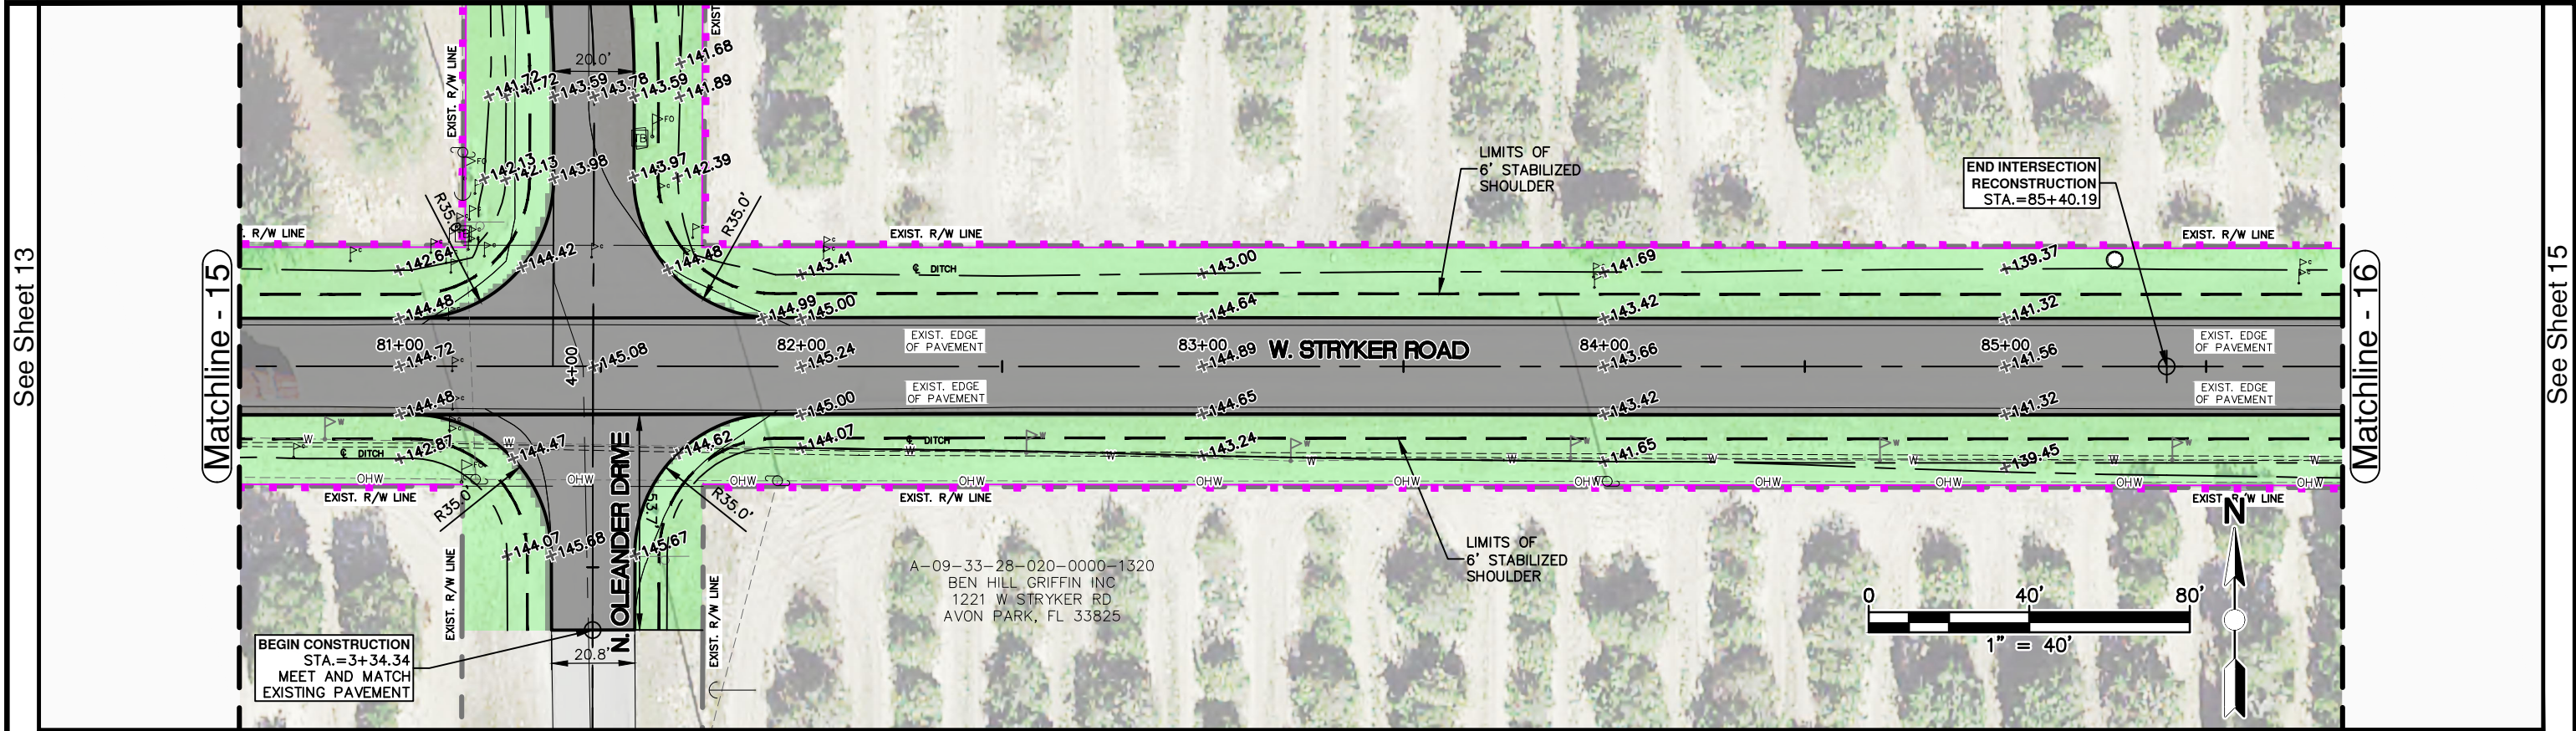 See Sheet 13
Matchline - 15
EXIST. R/W LINE
EXIST
20.0'
+141.68
+141.72
+141.72
+143.59
+143.78
+143.59
+141.89
FO
+142.13
+142.13
+143.98
+143.97
+142.39
FO
R35.0'
R35.0'
. R/W LINE
EXIST. R/W LINE
EXIST. R/W LINE
LIMITS OF
6' STABILIZED
SHOULDER
END INTERSECTION
RECONSTRUCTION
STA.=85+40.19
+142.64
+144.42
+144.48
+143.41
℄ DITCH
+143.00
+141.69
+139.37
+144.48
+144.99
+145.00
+144.64
+143.42
+141.32
81+00
82+00
83+00
84+00
85+00
EXIST. EDGE
OF PAVEMENT
W. STRYKER ROAD
EXIST. EDGE
OF PAVEMENT
+144.72
4+00
+145.08
+145.24
+144.89
+143.66
+141.56
EXIST. EDGE
OF PAVEMENT
EXIST. EDGE
OF PAVEMENT
+144.48
+145.00
+144.65
+143.42
+141.32
℄ DITCH
+142.87
+144.47
+144.62
+144.07
℄ DITCH
+143.24
+141.65
+139.45
W W W W W W W W W W W
OHW OHW OHW OHW OHW OHW OHW OHW OHW OHW OHW
EXIST. R/W LINE
EXIST. R/W LINE
EXIST. R/W LINE
R35.0'
R35.0'
53.7'
N. OLEANDER DRIVE
+144.07
+145.68
+145.67
EXIST. R/W LINE
EXIST. R/W LINE
LIMITS OF
6' STABILIZED
SHOULDER
A-09-33-28-020-0000-1320
BEN HILL GRIFFIN INC
1221 W STRYKER RD
AVON PARK, FL 33825
BEGIN CONSTRUCTION
STA.=3+34.34
MEET AND MATCH
EXISTING PAVEMENT
20.8'
N
0 40' 80'
1" = 40'
Matchline - 16
See Sheet 15